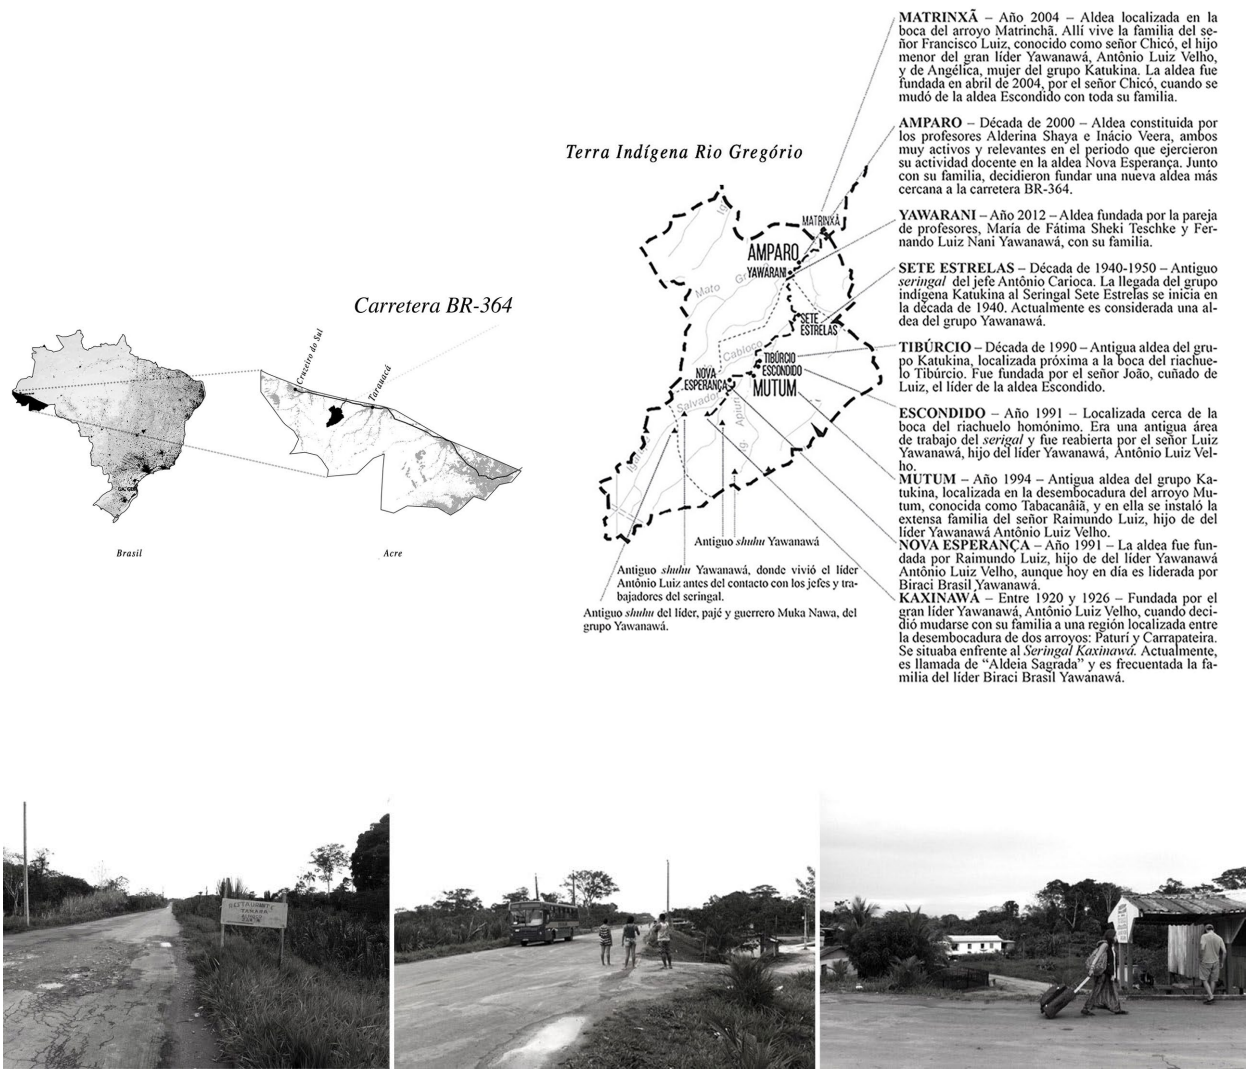 Carretera BR-364
Cruzeiro do Sul
Tarauacá
Brasil
Acre
Terra Indígena Rio Gregório
MATRINXÃ
AMPARO
YAWARANI
Mato
SETE
ESTRELAS
Cabloco
TIBÚRCIO
ESCONDIDO
NOVA
ESPERANÇA
MUTUM
Salvador
Ig.
Antiguo shuhu Yawanawá
Antiguo shuhu Yawanawá, donde vivió el líder
Antônio Luiz antes del contacto con los jefes y tra-
bajadores del seringal.
Antiguo shuhu del líder, pajé y guerrero Muka Nawa, del
grupo Yawanawá.
MATRINXÃ – Año 2004 – Aldea localizada en la
boca del arroyo Matrinchã. Allí vive la familia del se-
ñor Francisco Luiz, conocido como señor Chicó, el hijo
menor del gran líder Yawanawá, Antônio Luiz Velho,
y de Angélica, mujer del grupo Katukina. La aldea fue
fundada en abril de 2004, por el señor Chicó, cuando se
mudó de la aldea Escondido con toda su familia.
AMPARO – Década de 2000 – Aldea constituida por
los profesores Alderina Shaya e Inácio Veera, ambos
muy activos y relevantes en el periodo que ejercieron
su actividad docente en la aldea Nova Esperança. Junto
con su familia, decidieron fundar una nueva aldea más
cercana a la carretera BR-364.
YAWARANI – Año 2012 – Aldea fundada por la pareja
de profesores, María de Fátima Sheki Teschke y Fer-
nando Luiz Nani Yawanawá, con su familia.
SETE ESTRELAS – Década de 1940-1950 – Antiguo
seringal del jefe Antônio Carioca. La llegada del grupo
indígena Katukina al Seringal Sete Estrelas se inicia en
la década de 1940. Actualmente es considerada una al-
dea del grupo Yawanawá.
TIBÚRCIO – Década de 1990 – Antigua aldea del gru-
po Katukina, localizada próxima a la boca del riachue-
lo Tibúrcio. Fue fundada por el señor João, cuñado de
Luiz, el líder de la aldea Escondido.
ESCONDIDO – Año 1991 – Localizada cerca de la
boca del riachuelo homónimo. Era una antigua área
de trabajo del serigal y fue reabierta por el señor Luiz
Yawanawá, hijo del líder Yawanawá, Antônio Luiz Vel-
ho.
MUTUM – Año 1994 – Antigua aldea del grupo Ka-
tukina, localizada en la desembocadura del arroyo Mu-
tum, conocida como Tabacanâiã, y en ella se instaló la
extensa familia del señor Raimundo Luiz, hijo de del
líder Yawanawá Antônio Luiz Velho.
NOVA ESPERANÇA – Año 1991 – La aldea fue fun-
dada por Raimundo Luiz, hijo de del líder Yawanawá
Antônio Luiz Velho, aunque hoy en día es liderada por
Biraci Brasil Yawanawá.
KAXINAWÁ – Entre 1920 y 1926 – Fundada por el
gran líder Yawanawá, Antônio Luiz Velho, cuando deci-
dió mudarse con su familia a una región localizada entre
la desembocadura de dos arroyos: Paturí y Carrapateira.
Se situaba enfrente al Seringal Kaxinawá. Actualmente,
es llamada de “Aldeia Sagrada” y es frecuentada la fa-
milia del líder Biraci Brasil Yawanawá.
RESTAURANTE